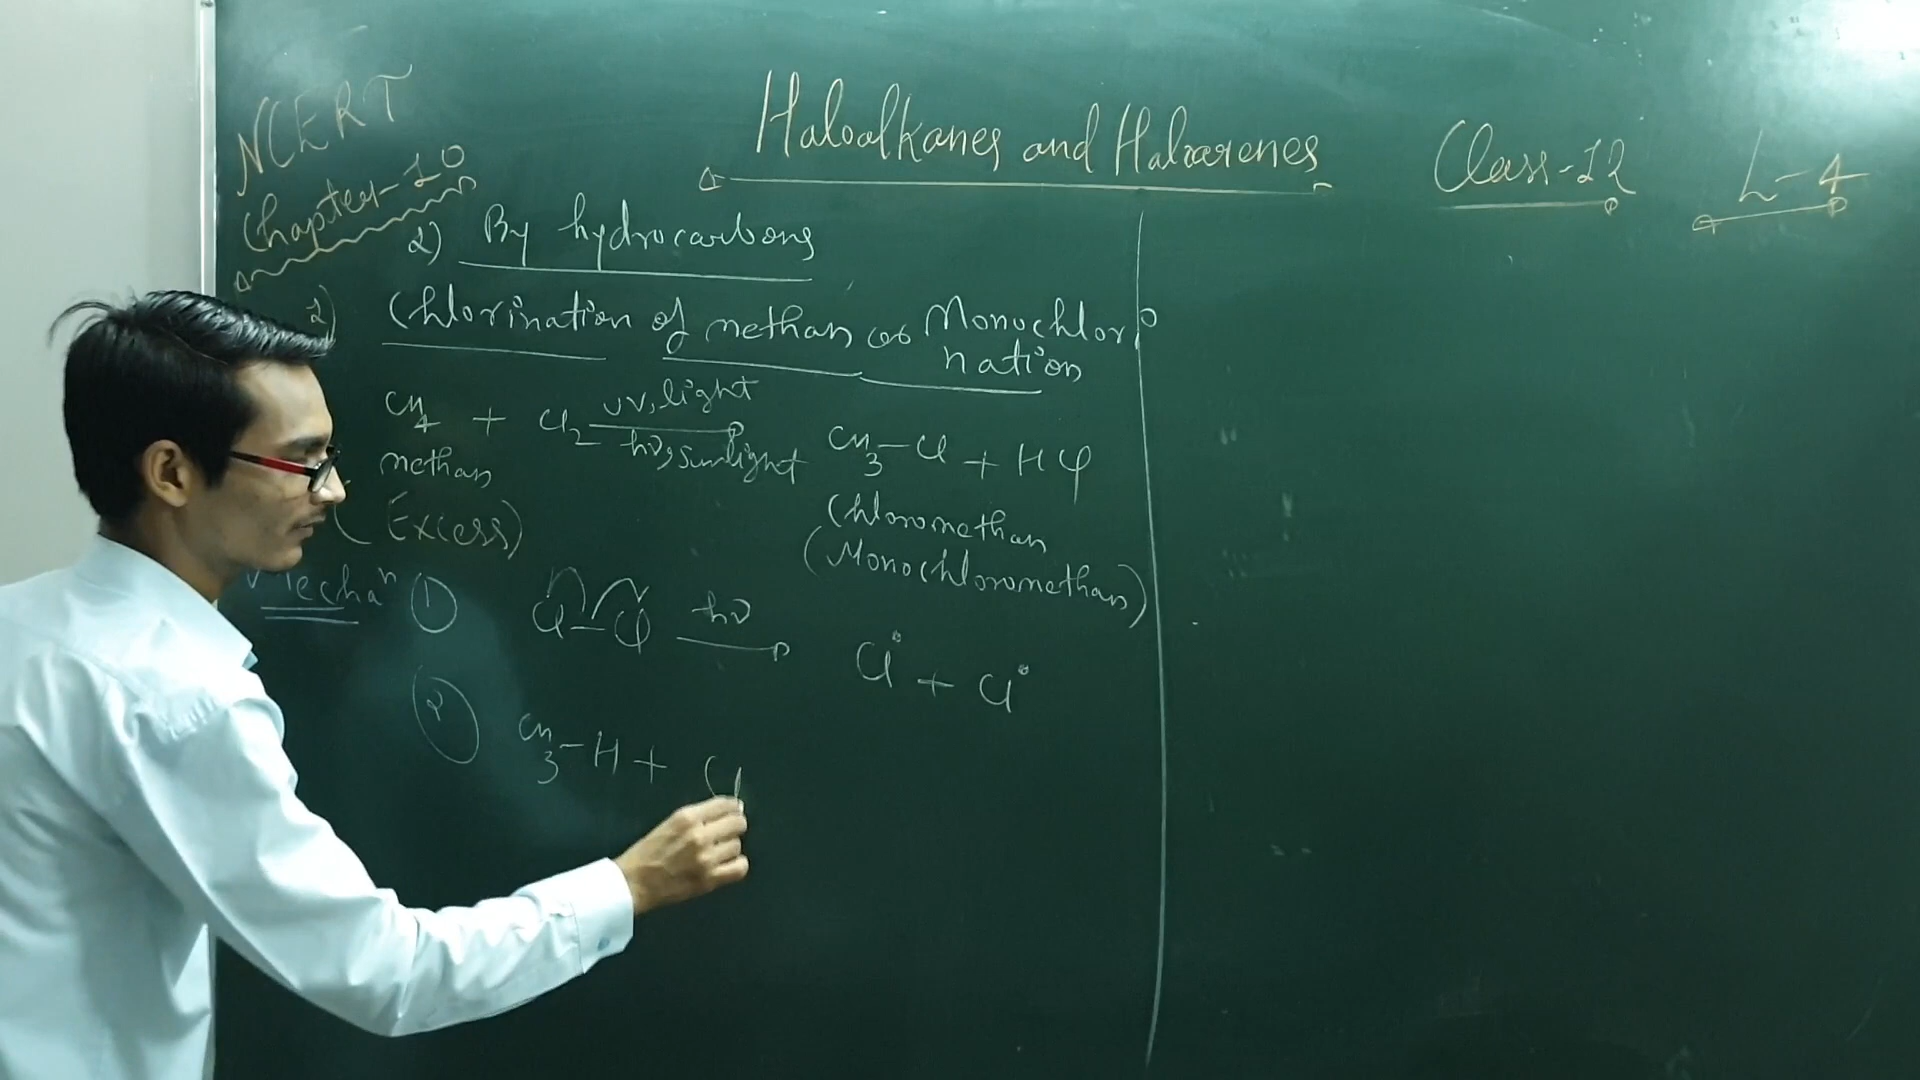 NCERT
Chapter-10
Haloalkanes and Haloarenes
Class-12
L-4
2) By hydrocarbons
1) Chlorination of methan or Monochlori
nation
CH4 + Cl2 uv, light CH3-Cl + HCl
hν, sunlight
methan
(Excess)
Chloromethan
(Monochloromethan)
Mechan
① Cl-Cl hν Cl• + Cl•
② CH3-H + Cl